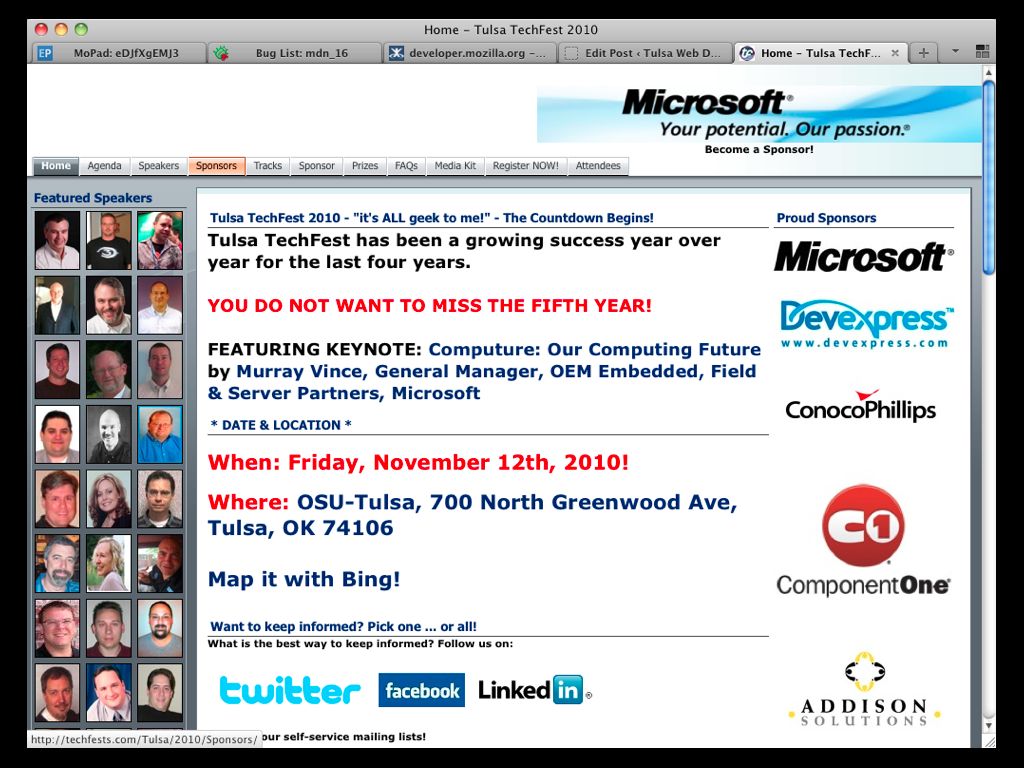 Home – Tulsa TechFest 2010
EP MoPad: eDJfXgEMJ3
Bug List: mdn_16
developer.mozilla.org –...
Edit Post ‹ Tulsa Web D...
Home – Tulsa TechF...
Microsoft®
Your potential. Our passion.®
Become a Sponsor!
Home Agenda Speakers Sponsors Tracks Sponsor Prizes FAQs Media Kit Register NOW! Attendees
Featured Speakers
Tulsa TechFest 2010 - "it's ALL geek to me!" - The Countdown Begins!
Tulsa TechFest has been a growing success year over
year for the last four years.
YOU DO NOT WANT TO MISS THE FIFTH YEAR!
FEATURING KEYNOTE: Computure: Our Computing Future
by Murray Vince, General Manager, OEM Embedded, Field
& Server Partners, Microsoft
* DATE & LOCATION *
When: Friday, November 12th, 2010!
Where: OSU-Tulsa, 700 North Greenwood Ave,
Tulsa, OK 74106
Map it with Bing!
Want to keep informed? Pick one ... or all!
What is the best way to keep informed? Follow us on:
twitter facebook Linked in®
our self-service mailing lists!
Proud Sponsors
Microsoft®
Devexpress™
www.devexpress.com
ConocoPhillips
C1
ComponentOne®
ADDISON
SOLUTIONS
http://techfests.com/Tulsa/2010/Sponsors/